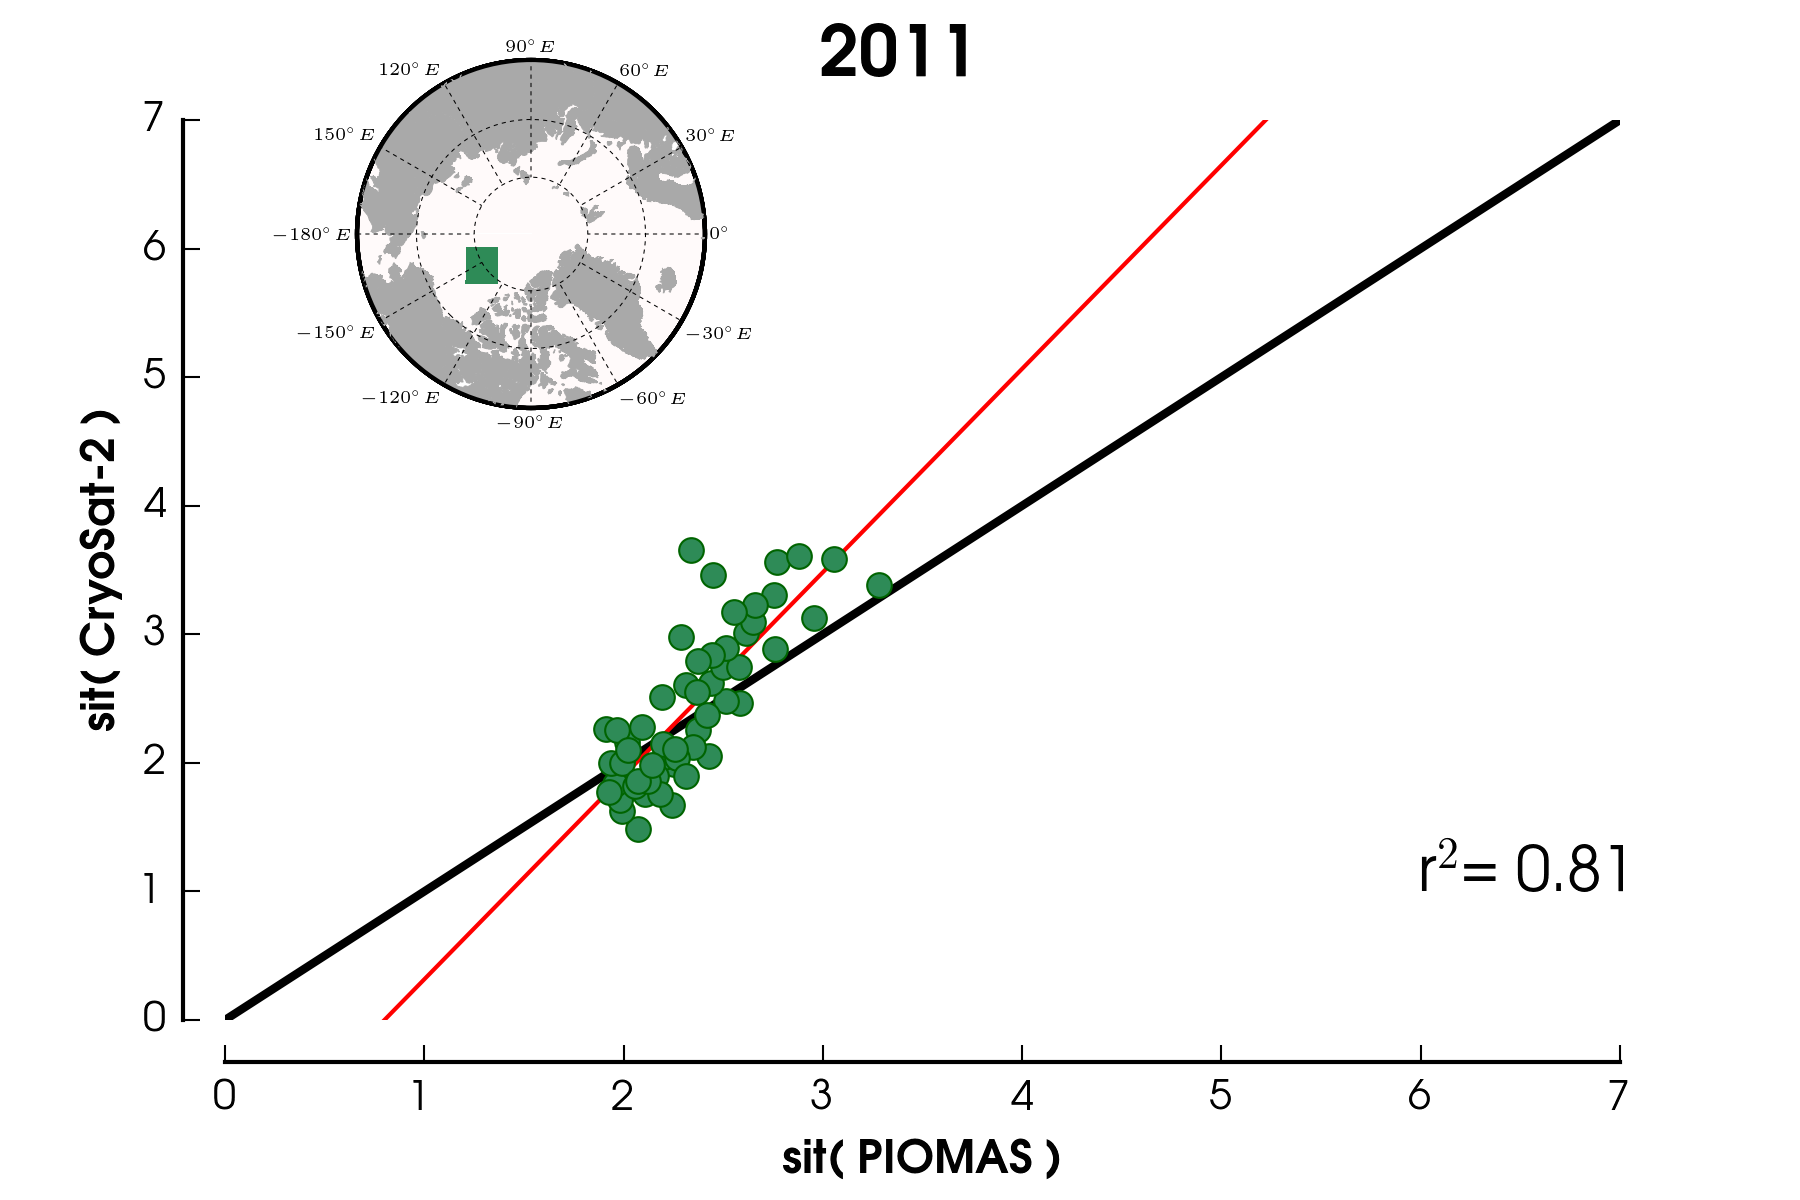 2011
90° E
120° E
60° E
150° E
30° E
−180° E
0°
−150° E
−30° E
−120° E
−60° E
−90° E
7
6
5
4
3
2
1
0
sit( CryoSat-2 )
r²= 0.81
0 1 2 3 4 5 6 7
sit( PIOMAS )